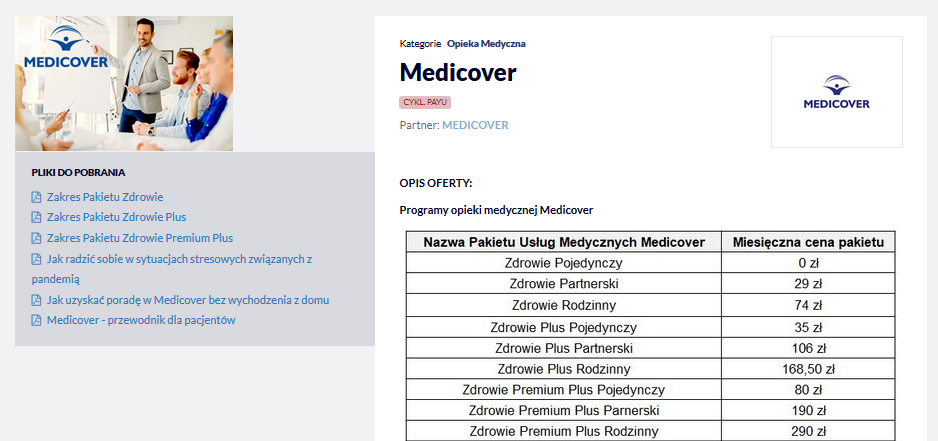 MEDICOVER
PLIKI DO POBRANIA
Zakres Pakietu Zdrowie
Zakres Pakietu Zdrowie Plus
Zakres Pakietu Zdrowie Premium Plus
Jak radzić sobie w sytuacjach stresowych związanych z
pandemią
Jak uzyskać poradę w Medicover bez wychodzenia z domu
Medicover - przewodnik dla pacjentów
Kategorie Opieka Medyczna
Medicover
CYKL. PAYU
Partner: MEDICOVER
MEDICOVER
OPIS OFERTY:
Programy opieki medycznej Medicover
Nazwa Pakietu Usług Medycznych Medicover Miesięczna cena pakietu
Zdrowie Pojedynczy 0 zł
Zdrowie Partnerski 29 zł
Zdrowie Rodzinny 74 zł
Zdrowie Plus Pojedynczy 35 zł
Zdrowie Plus Partnerski 106 zł
Zdrowie Plus Rodzinny 168,50 zł
Zdrowie Premium Plus Pojedynczy 80 zł
Zdrowie Premium Plus Parnerski 190 zł
Zdrowie Premium Plus Rodzinny 290 zł